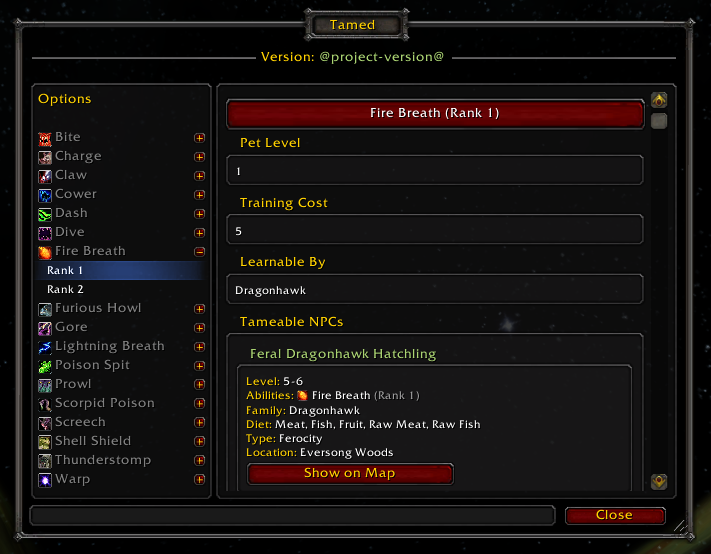 Tamed
Version: @project-version@
Options
Bite
Charge
Claw
Cower
Dash
Dive
Fire Breath
Rank 1
Rank 2
Furious Howl
Gore
Lightning Breath
Poison Spit
Prowl
Scorpid Poison
Screech
Shell Shield
Thunderstomp
Warp
Fire Breath (Rank 1)
Pet Level
1
Training Cost
5
Learnable By
Dragonhawk
Tameable NPCs
Feral Dragonhawk Hatchling
Level: 5-6
Abilities: Fire Breath (Rank 1)
Family: Dragonhawk
Diet: Meat, Fish, Fruit, Raw Meat, Raw Fish
Type: Ferocity
Location: Eversong Woods
Show on Map
Close